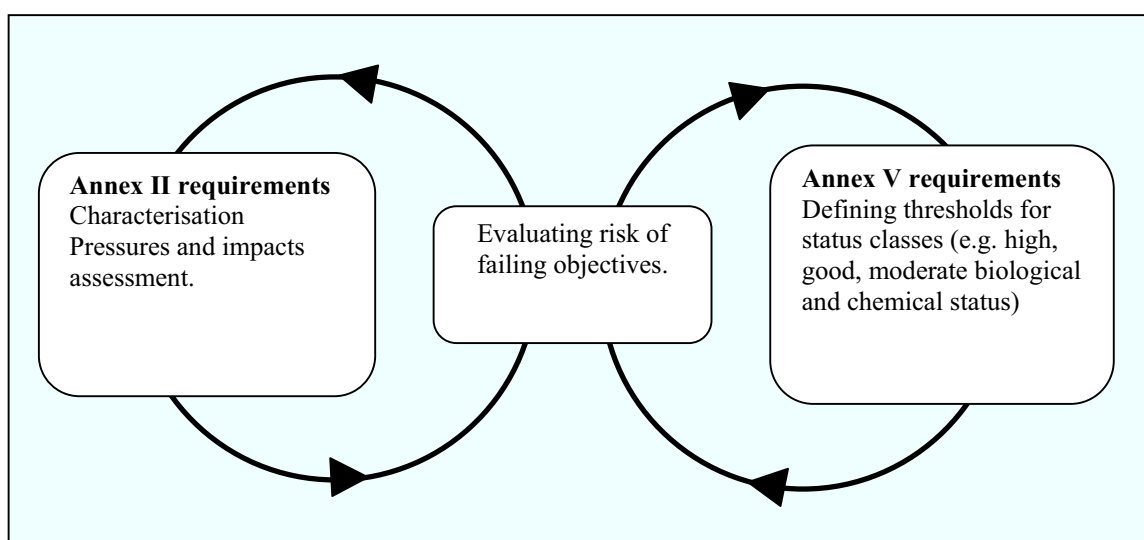 Annex II requirements
Characterisation
Pressures and impacts
assessment.
Evaluating risk of
failing objectives.
Annex V requirements
Defining thresholds for
status classes (e.g. high,
good, moderate biological
and chemical status)